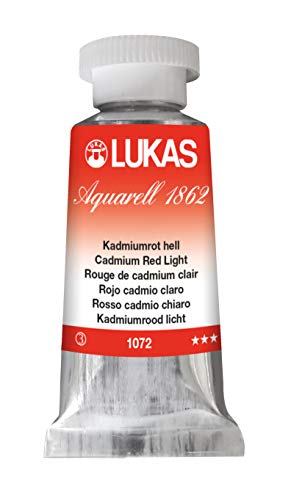 LUKAS
Aquarell 1862
Kadmiumrot hell
Cadmium Red Light
Rouge de cadmium clair
Rojo cadmio claro
Rosso cadmio chiaro
Kadmiumrood licht
③ 1072 ★★★